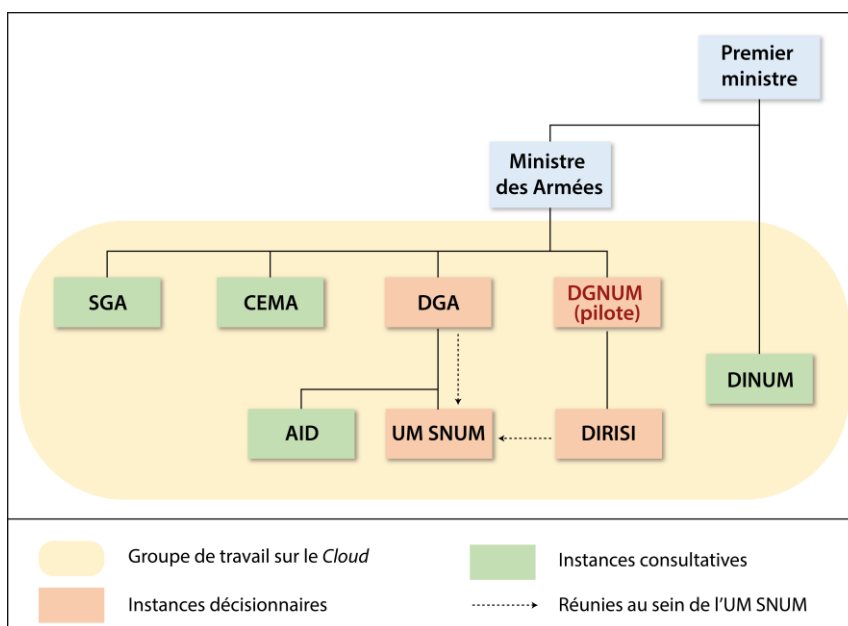 Premier
ministre
Ministre
des Armées
SGA
CEMA
DGA
DGNUM
(pilote)
DINUM
AID
UM SNUM
DIRISI
Groupe de travail sur le Cloud
Instances consultatives
Instances décisionnaires
Réunies au sein de l'UM SNUM